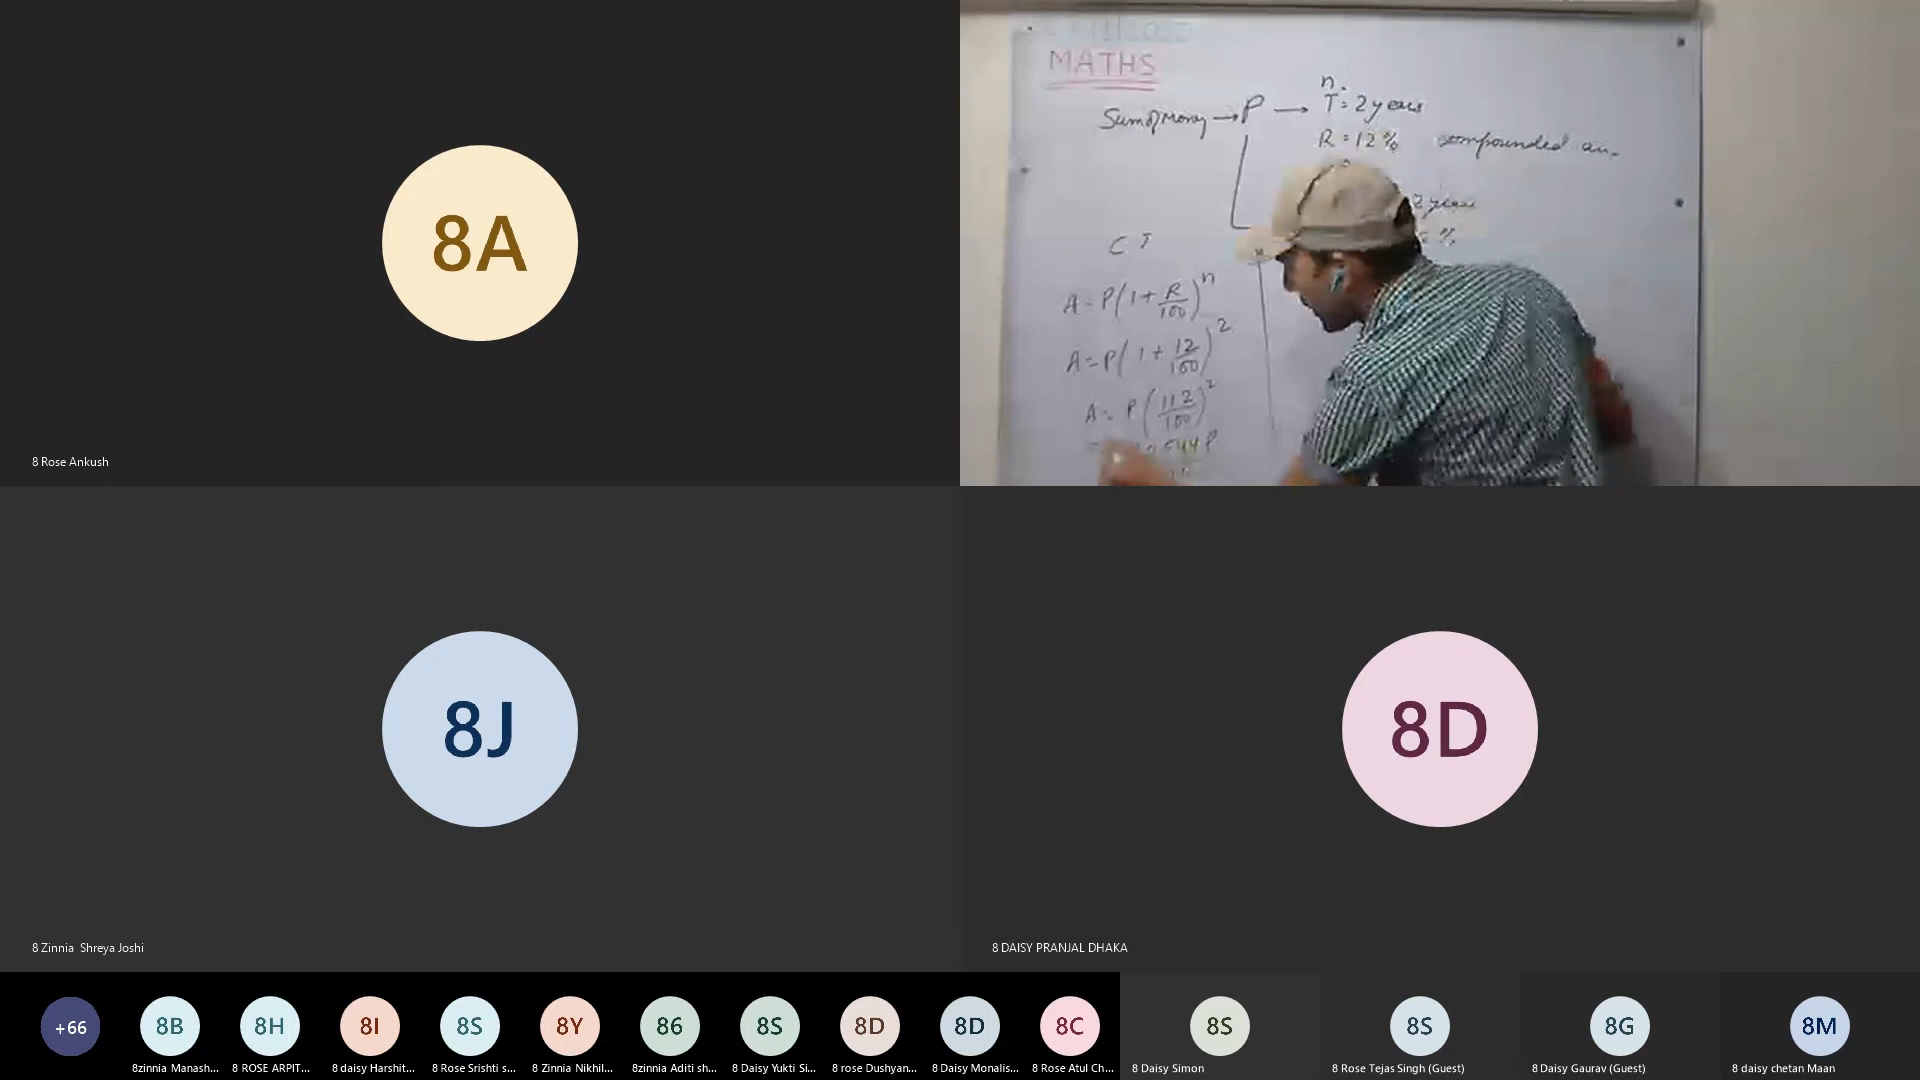 8A
8 Rose Ankush
MATHS
n
Sum of Money → P → T = 2 years
R = 12% compounded
2 years
%
C I
A = P(1 + R/100)^n
A = P(1 + 12/100)^2
A = P(112/100)^2
544 P
8J
8 Zinnia Shreya Joshi
8D
8 DAISY PRANJAL DHAKA
+66
8B
8H
8I
8S
8Y
86
8S
8D
8D
8C
8S
8S
8G
8M
8zinnia Manash...
8 ROSE ARPIT...
8 daisy Harshit...
8 Rose Srishti s...
8 Zinnia Nikhil...
8zinnia Aditi sh...
8 Daisy Yukti Si...
8 rose Dushyan...
8 Daisy Monalis...
8 Rose Atul Ch...
8 Daisy Simon
8 Rose Tejas Singh (Guest)
8 Daisy Gaurav (Guest)
8 daisy chetan Maan